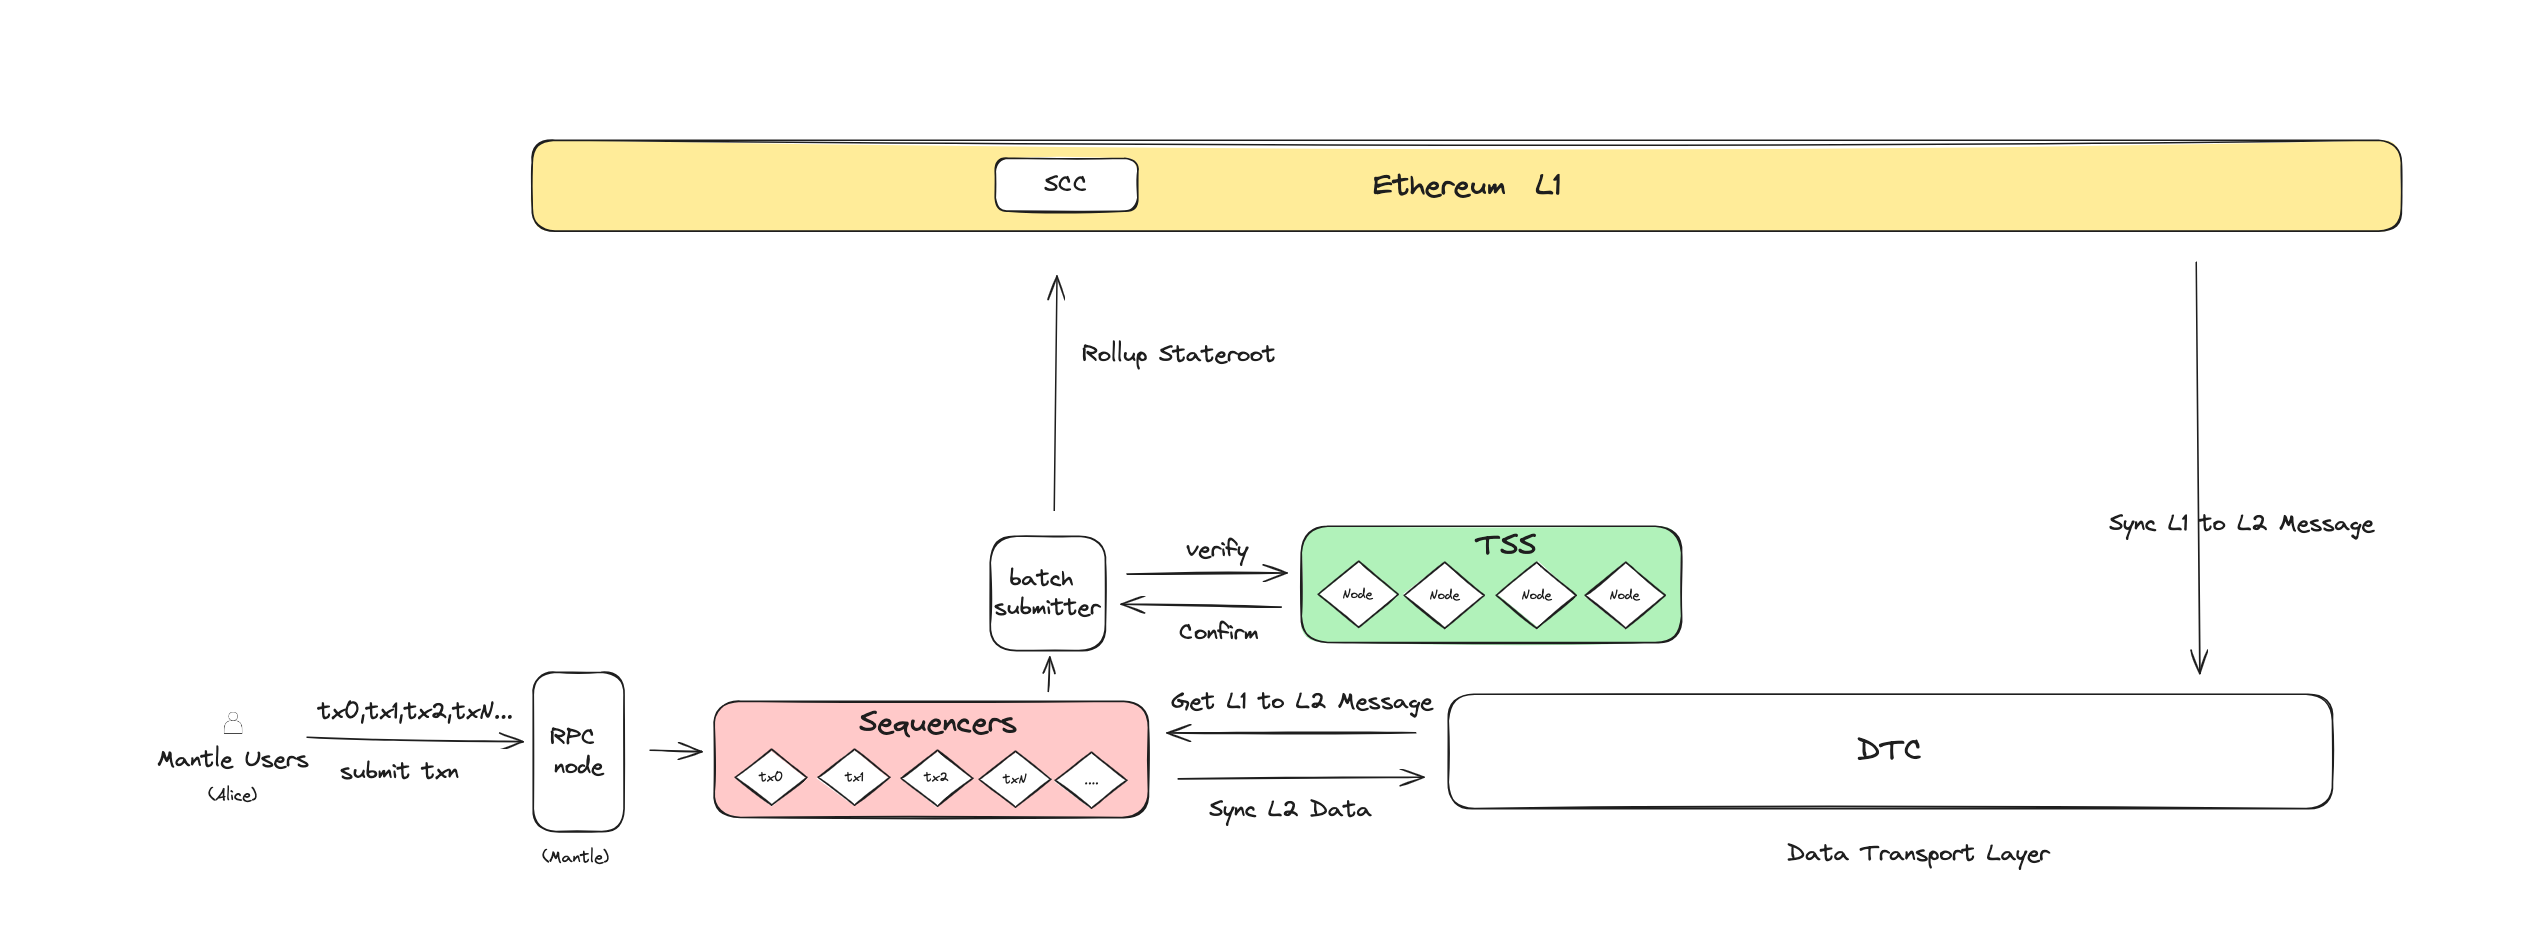 SCC
Ethereum L1
Rollup Stateroot
Sync L1 to L2 Message
batch
submitter
verify
Confirm
TSS
Node
Node
Node
Node
Mantle Users
(Alice)
tx0,tx1,tx2,txN...
submit txn
RPC
node
(Mantle)
Sequencers
tx0
tx1
tx2
txN
....
Get L1 to L2 Message
Sync L2 Data
DTC
Data Transport Layer